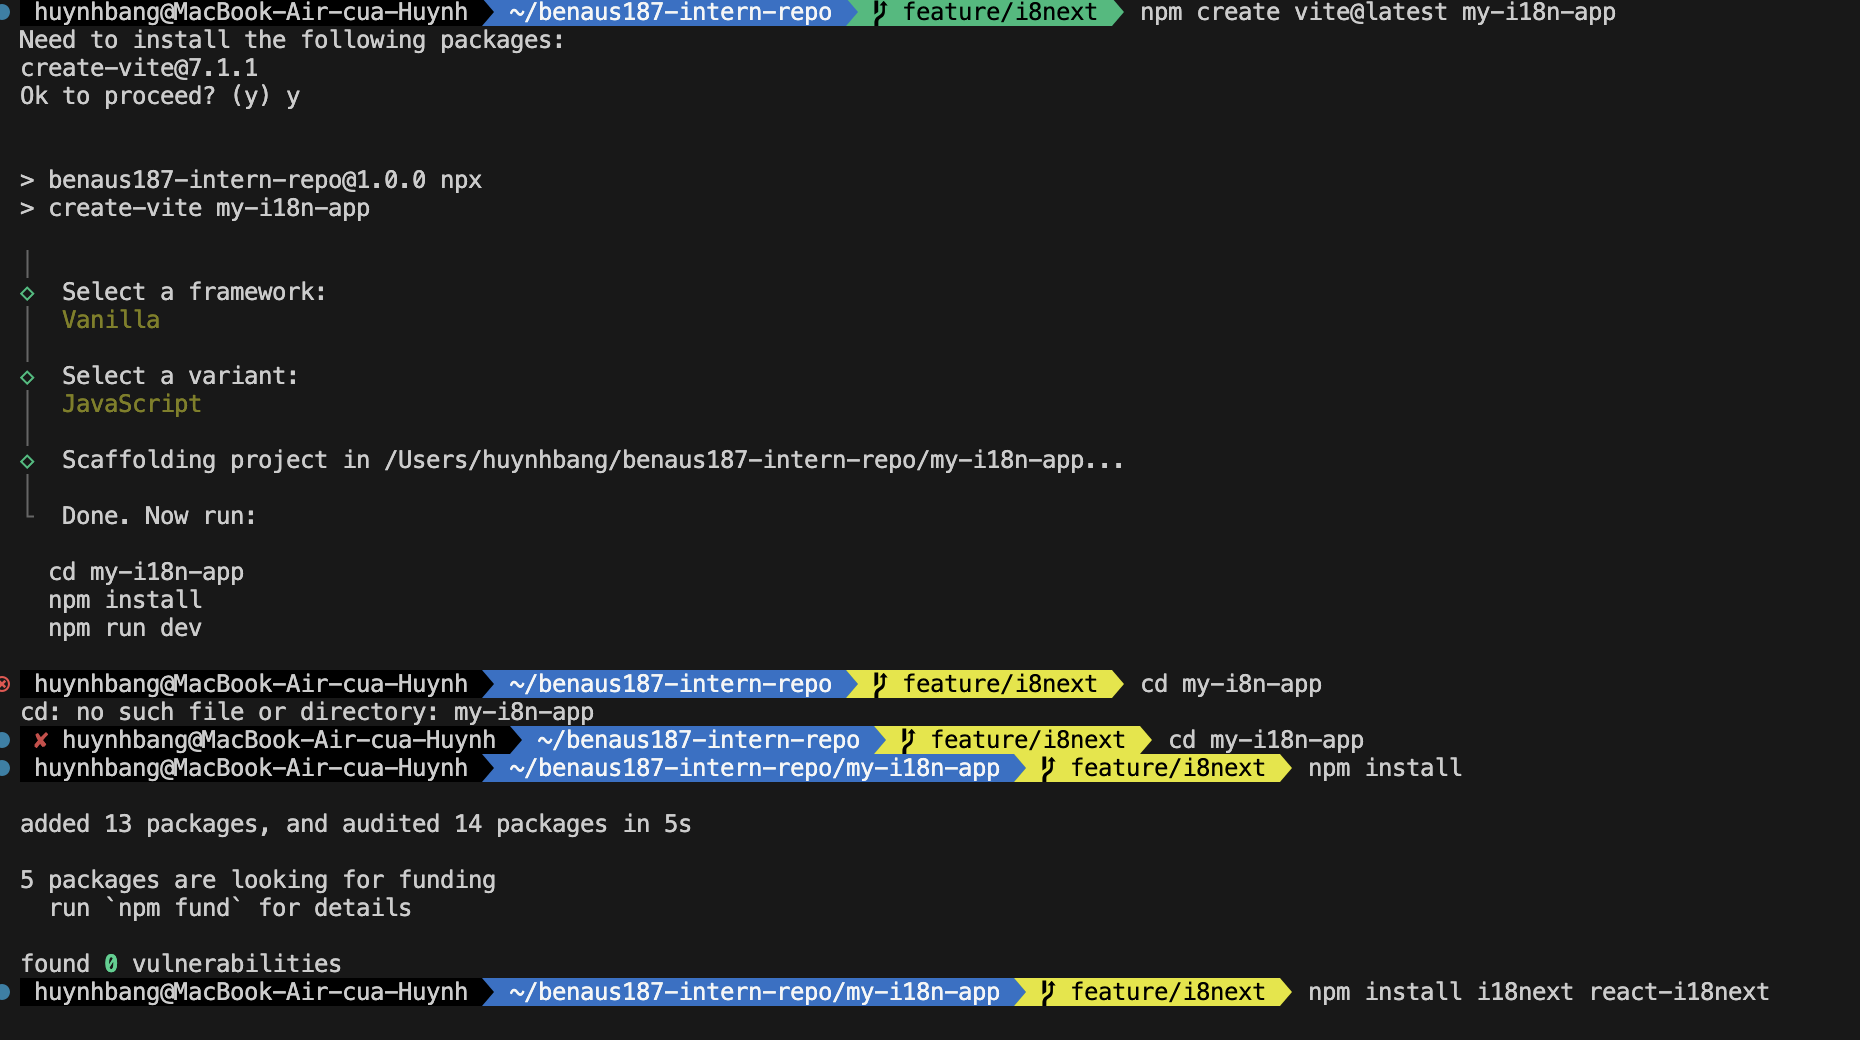 huynhbang@MacBook-Air-cua-Huynh ~/benaus187-intern-repo feature/i8next npm create vite@latest my-i18n-app
Need to install the following packages:
create-vite@7.1.1
Ok to proceed? (y) y
> benaus187-intern-repo@1.0.0 npx
> create-vite my-i18n-app
Select a framework:
Vanilla
Select a variant:
JavaScript
Scaffolding project in /Users/huynhbang/benaus187-intern-repo/my-i18n-app...
Done. Now run:
cd my-i18n-app
npm install
npm run dev
huynhbang@MacBook-Air-cua-Huynh ~/benaus187-intern-repo feature/i8next cd my-i8n-app
cd: no such file or directory: my-i8n-app
✘ huynhbang@MacBook-Air-cua-Huynh ~/benaus187-intern-repo feature/i8next cd my-i18n-app
huynhbang@MacBook-Air-cua-Huynh ~/benaus187-intern-repo/my-i18n-app feature/i8next npm install
added 13 packages, and audited 14 packages in 5s
5 packages are looking for funding
run `npm fund` for details
found 0 vulnerabilities
huynhbang@MacBook-Air-cua-Huynh ~/benaus187-intern-repo/my-i18n-app feature/i8next npm install i18next react-i18next